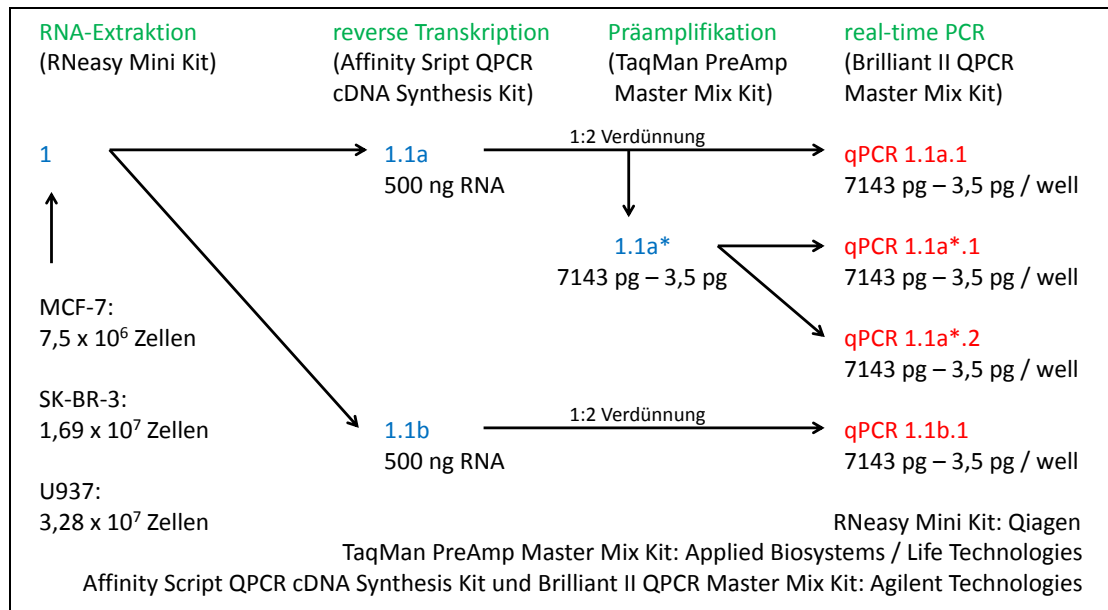 RNA-Extraktion
(RNeasy Mini Kit)
reverse Transkription
(Affinity Sript QPCR
cDNA Synthesis Kit)
Präamplifikation
(TaqMan PreAmp
Master Mix Kit)
real-time PCR
(Brilliant II QPCR
Master Mix Kit)
1
1.1a
500 ng RNA
1:2 Verdünnung
qPCR 1.1a.1
7143 pg – 3,5 pg / well
1.1a*
7143 pg – 3,5 pg
qPCR 1.1a*.1
7143 pg – 3,5 pg / well
qPCR 1.1a*.2
7143 pg – 3,5 pg / well
MCF-7:
7,5 x 10⁶ Zellen
SK-BR-3:
1,69 x 10⁷ Zellen
U937:
3,28 x 10⁷ Zellen
1.1b
500 ng RNA
1:2 Verdünnung
qPCR 1.1b.1
7143 pg – 3,5 pg / well
RNeasy Mini Kit: Qiagen
TaqMan PreAmp Master Mix Kit: Applied Biosystems / Life Technologies
Affinity Script QPCR cDNA Synthesis Kit und Brilliant II QPCR Master Mix Kit: Agilent Technologies